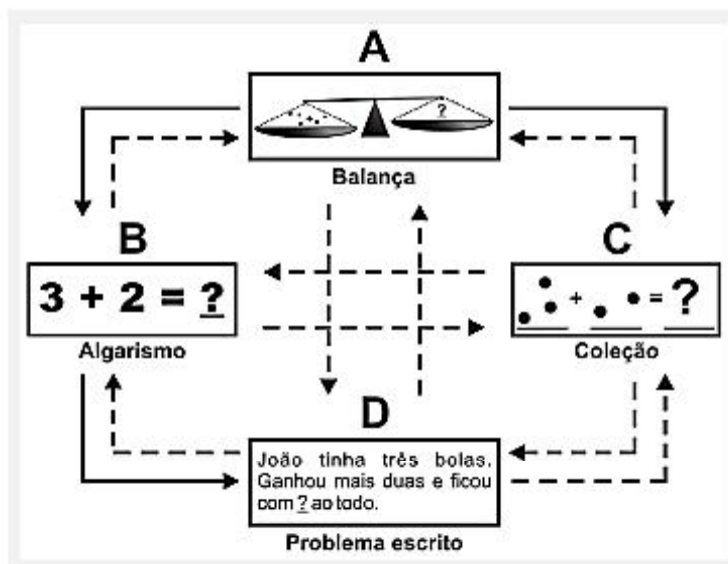 A
?
Balança
B
C
3 + 2 = ?
+ = ?
Algarismo
Coleção
D
João tinha três bolas.
Ganhou mais duas e ficou
com ? ao todo.
Problema escrito